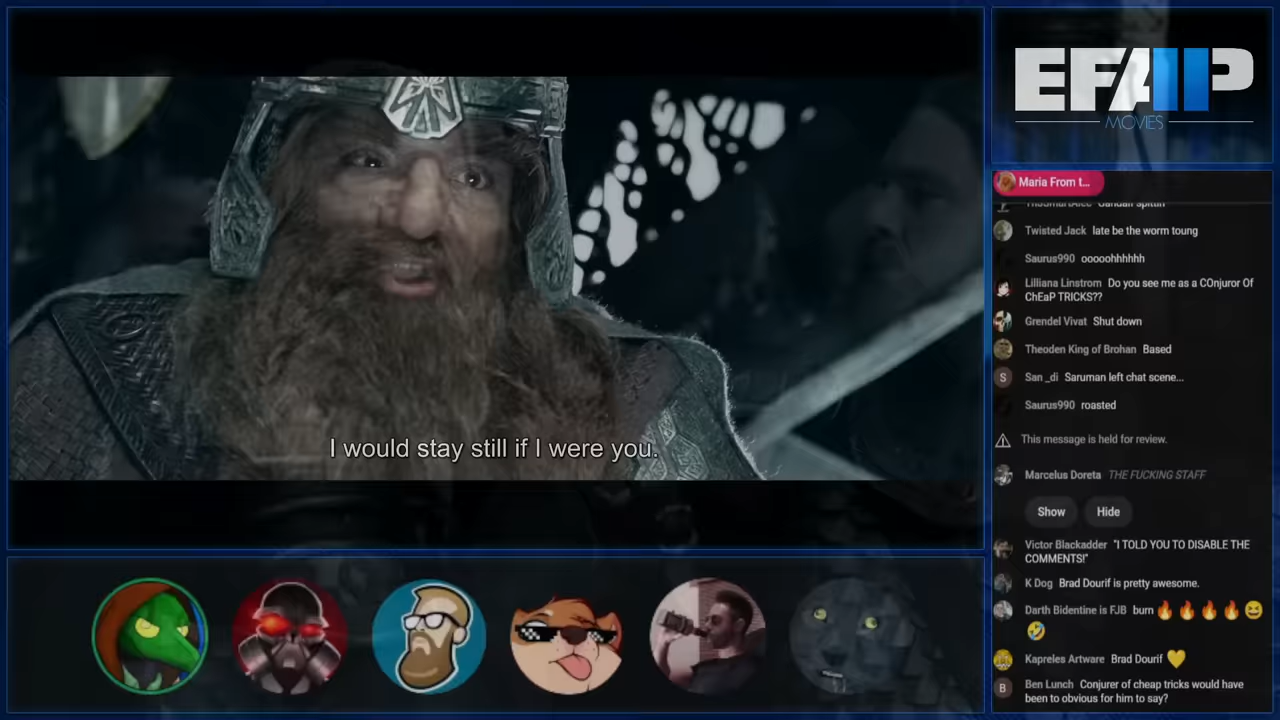 I would stay still if I were you.
EFAP
MOVIES
Maria From t...
ThisSmartAlec Gandalf spittin
Twisted Jack late be the worm toung
Saurus990 ooooohhhhhh
Lilliana Linstrom Do you see me as a COnjuror Of
ChEaP TRICKS??
Grendel Vivat Shut down
Theoden King of Brohan Based
S
San _di Saruman left chat scene...
Saurus990 roasted
This message is held for review.
Marcelus Doreta THE FUCKING STAFF
Show Hide
Victor Blackadder "I TOLD YOU TO DISABLE THE
COMMENTS!"
K Dog Brad Dourif is pretty awesome.
Darth Bidentine is FJB burn 🔥🔥🔥🔥😆
🤣
Kapreles Artware Brad Dourif 💛
B
Ben Lunch Conjurer of cheap tricks would have
been to obvious for him to say?